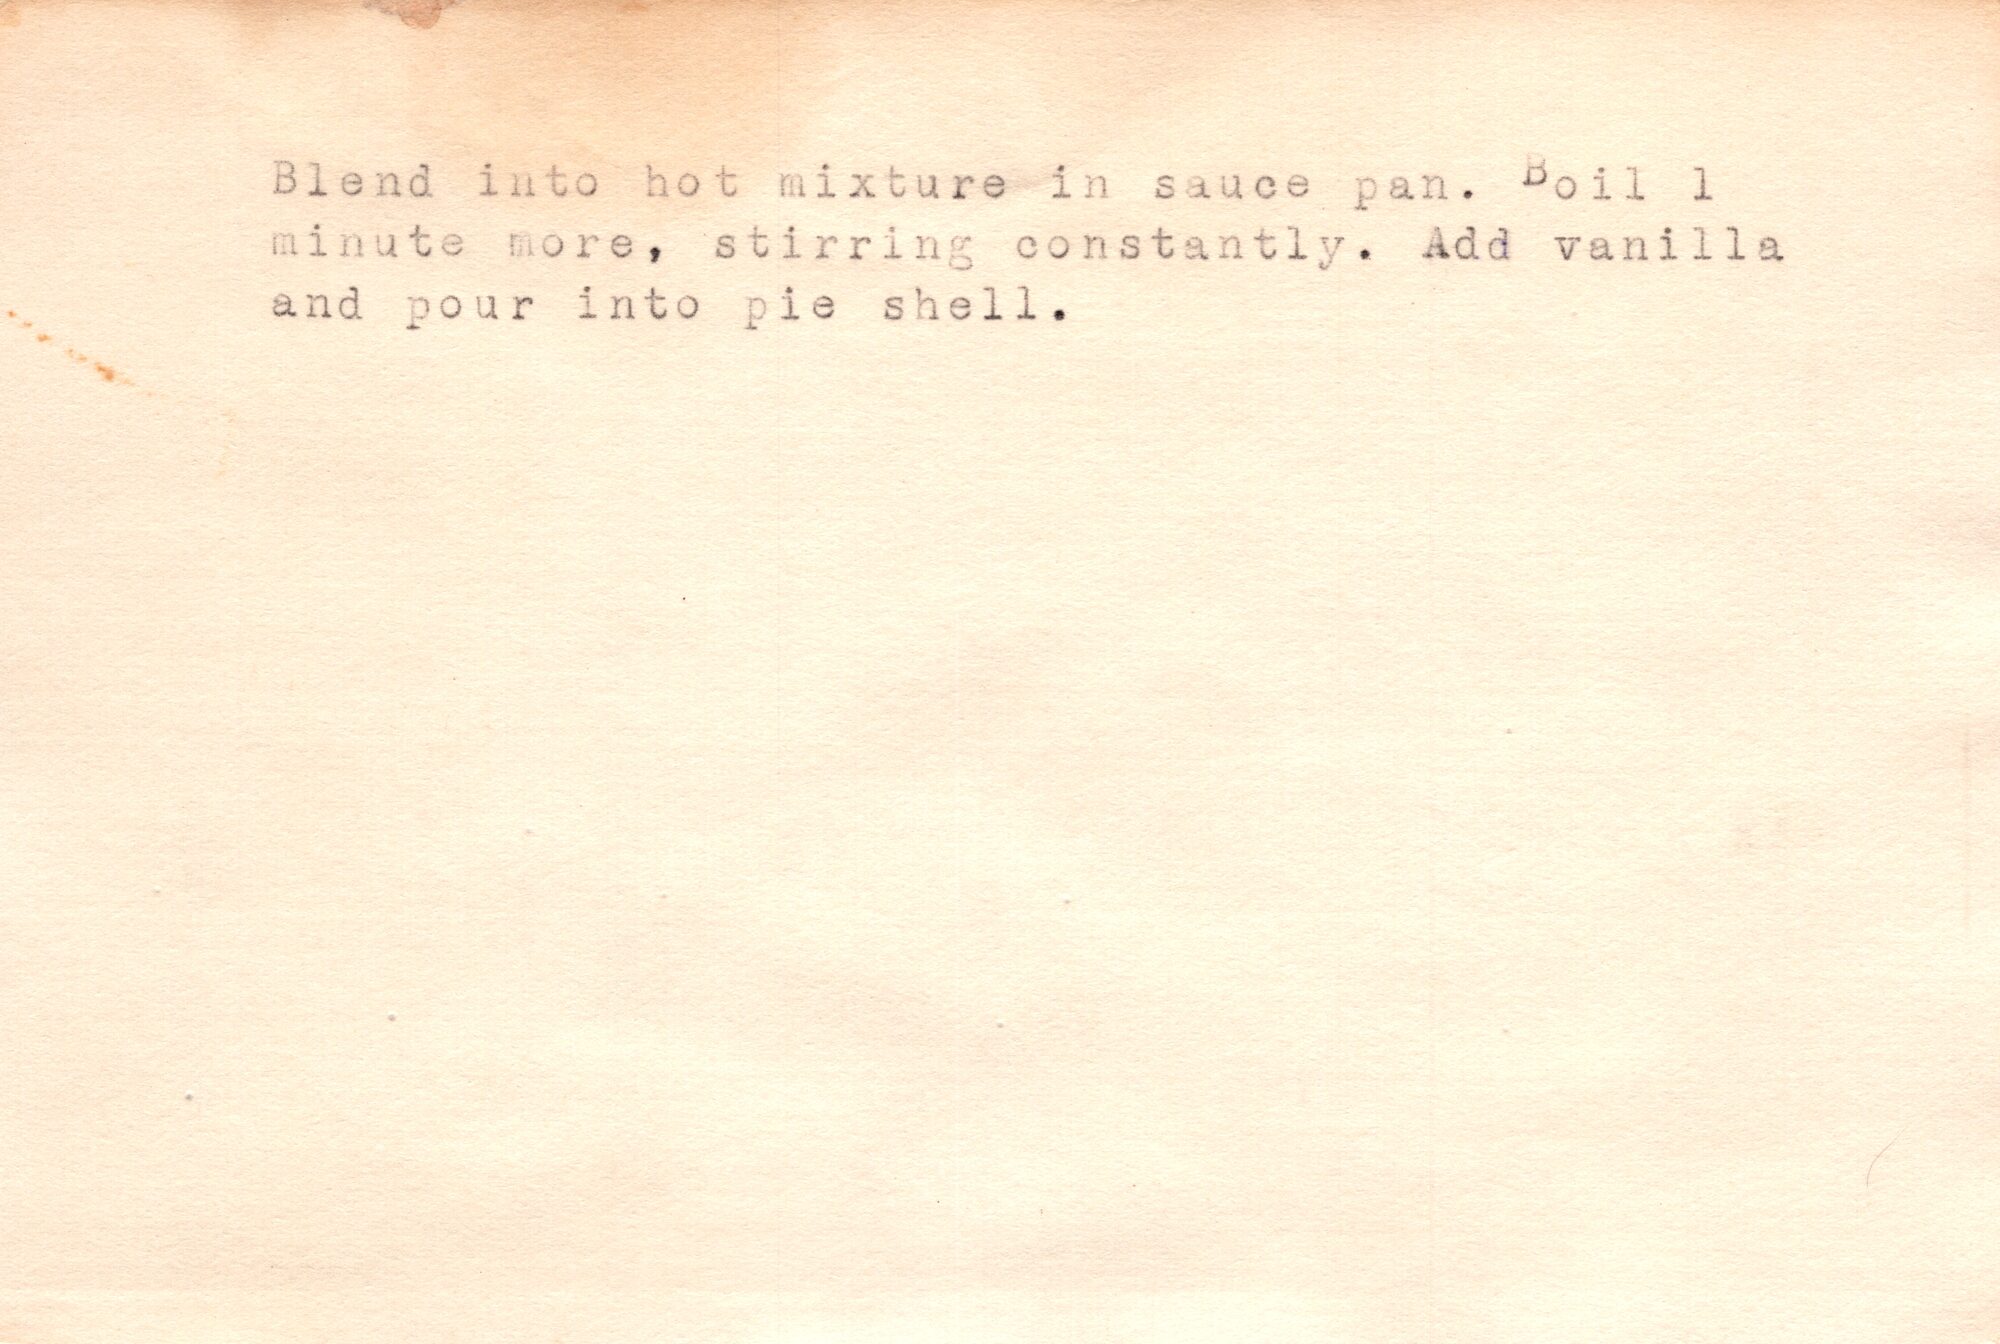 Blend into hot mixture in sauce pan. Boil 1
minute more, stirring constantly. Add vanilla
and pour into pie shell.